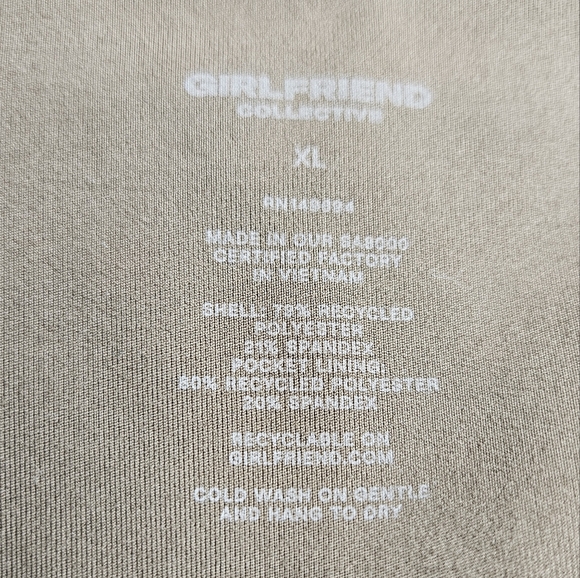 GIRLFRIEND
COLLECTIVE
XL
MADE IN OUR SA8000
CERTIFIED FACTORY
IN VIETNAM
SHELL: 79% RECYCLED
POLYESTER
21% SPANDEX
POCKET LINING:
80% RECYCLED POLYESTER
20% SPANDEX
RECYCLABLE ON
GIRLFRIEND.COM
COLD WASH ON GENTLE
AND HANG TO DRY